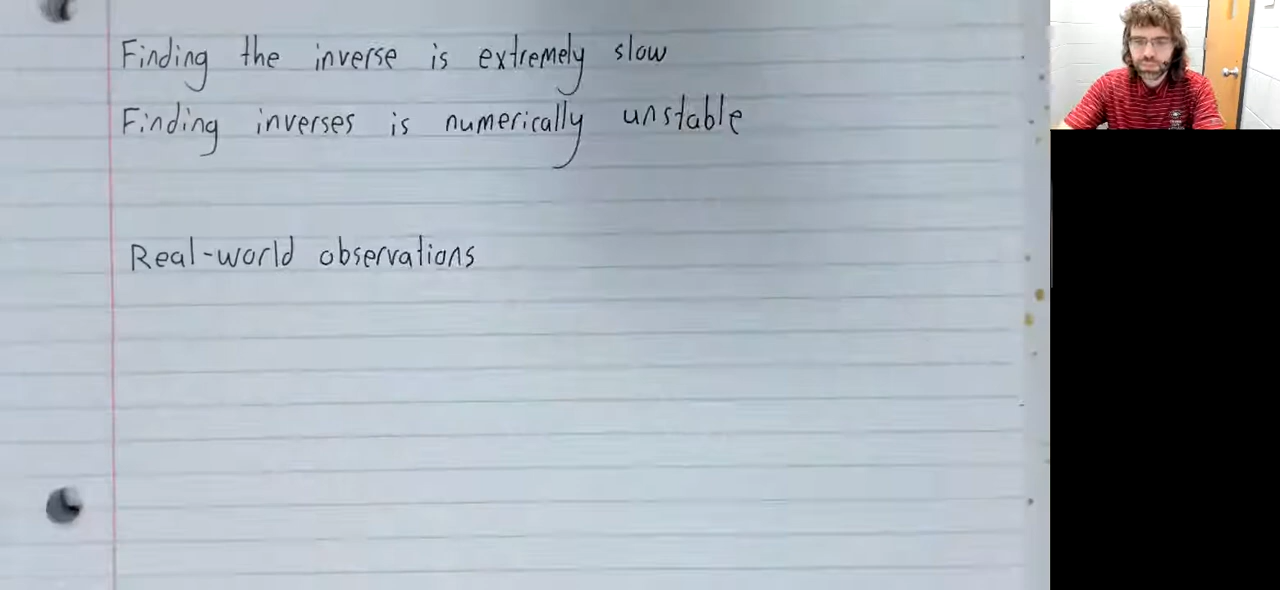 Finding the inverse is extremely slow
Finding inverses is numerically unstable
Real-world observations